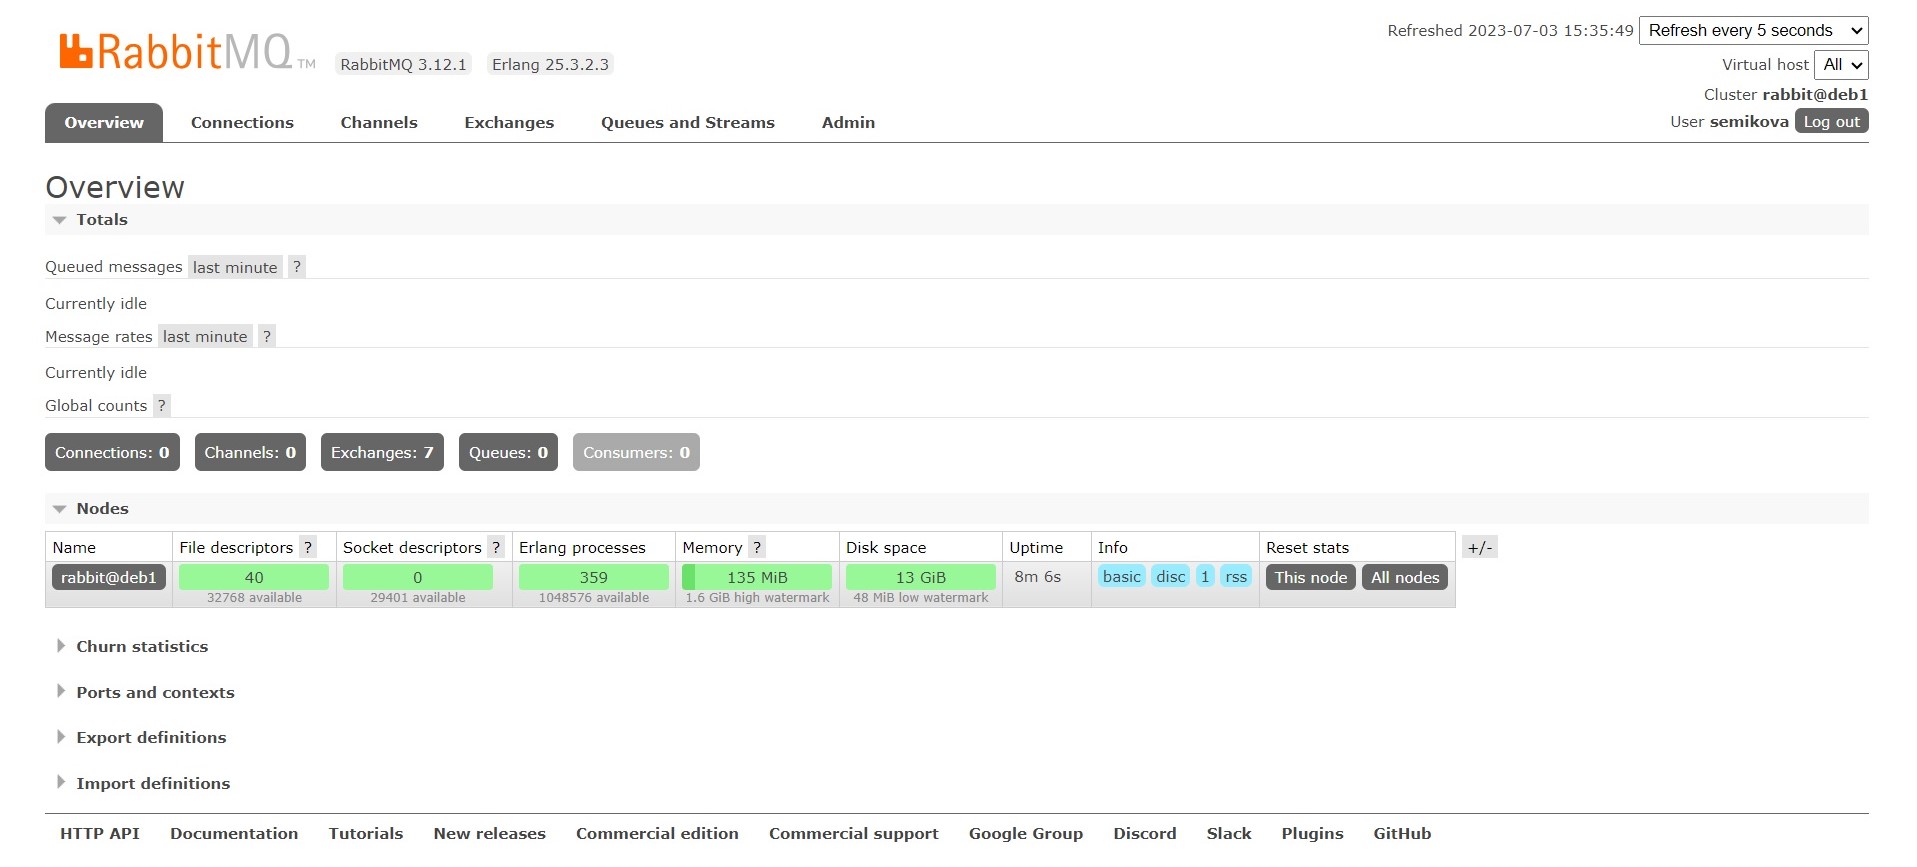 RabbitMQ TM RabbitMQ 3.12.1 Erlang 25.3.2.3
Refreshed 2023-07-03 15:35:49 Refresh every 5 seconds
Virtual host All
Cluster rabbit@deb1
User semikova Log out
Overview Connections Channels Exchanges Queues and Streams Admin
Overview
Totals
Queued messages last minute ?
Currently idle
Message rates last minute ?
Currently idle
Global counts ?
Connections: 0 Channels: 0 Exchanges: 7 Queues: 0 Consumers: 0
Nodes
Name File descriptors ? Socket descriptors ? Erlang processes Memory ? Disk space Uptime Info Reset stats +/-
rabbit@deb1 40 0 359 135 MiB 13 GiB 8m 6s basic disc 1 rss This node All nodes
32768 available 29401 available 1048576 available 1.6 GiB high watermark 48 MiB low watermark
Churn statistics
Ports and contexts
Export definitions
Import definitions
HTTP API Documentation Tutorials New releases Commercial edition Commercial support Google Group Discord Slack Plugins GitHub